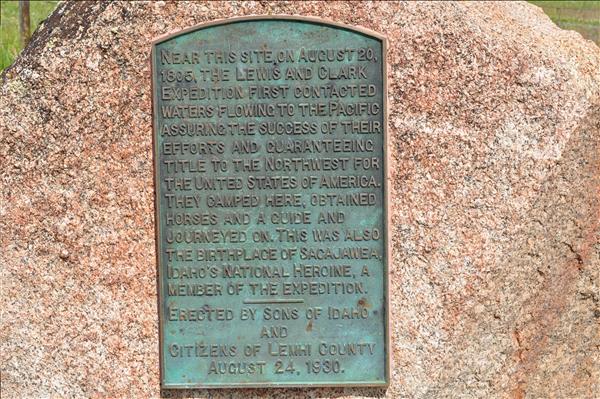 NEAR THIS SITE, ON AUGUST 20,
1805, THE LEWIS AND CLARK
EXPEDITION FIRST CONTACTED
WATERS FLOWING TO THE PACIFIC
ASSURING THE SUCCESS OF THEIR
EFFORTS AND GUARANTEEING
TITLE TO THE NORTHWEST FOR
THE UNITED STATES OF AMERICA.
THEY CAMPED HERE, OBTAINED
HORSES AND A GUIDE AND
JOURNEYED ON. THIS WAS ALSO
THE BIRTHPLACE OF SACAJAWEA,
IDAHO'S NATIONAL HEROINE, A
MEMBER OF THE EXPEDITION.
ERECTED BY SONS OF IDAHO
AND
CITIZENS OF LEMHI COUNTY
AUGUST 24, 1930.